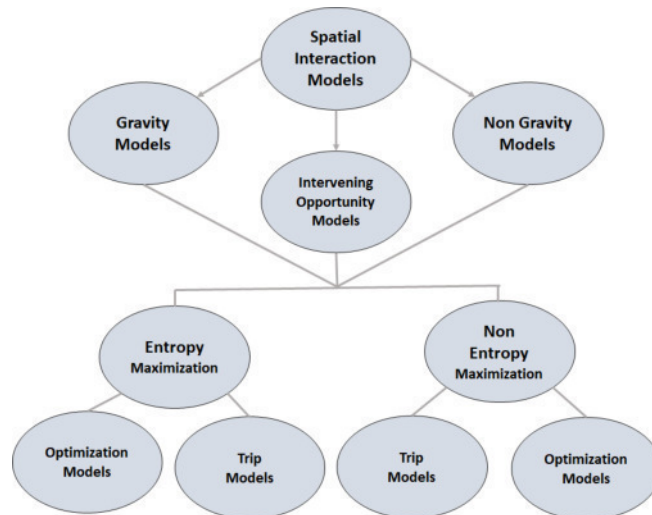 Spatial
Interaction
Models
Gravity
Models
Non Gravity
Models
Intervening
Opportunity
Models
Entropy
Maximization
Non
Entropy
Maximization
Optimization
Models
Trip
Models
Trip
Models
Optimization
Models